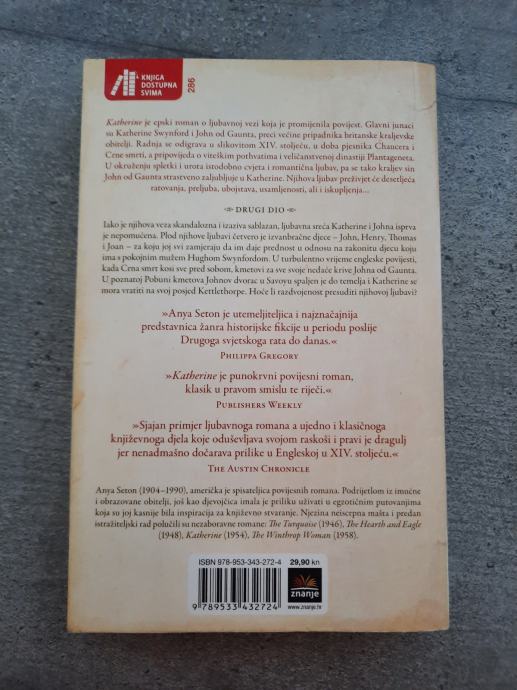 KNJIGA
DOSTUPNA
SVIMA
286
Katherine je epski roman o ljubavnoj vezi koja je promijenila povijest. Glavni junaci
su Katherine Swynford i John od Gaunta, preci većine pripadnika britanske kraljevske
obitelji. Radnja se odigrava u slikovitom XIV. stoljeću, u doba pjesnika Chaucera i
Crne smrti, a pripovijeda o viteškim pothvatima i veličanstvenoj dinastiji Plantageneta.
U okruženju spletki i urota istodobno cvjeta i romantična ljubav, pa se tako kraljev sin
John od Gaunta strastveno zaljubljuje u Katherine. Njihova ljubav preživjet će desetljeća
ratovanja, preljuba, ubojstava, usamljenosti, ali i iskupljenja...
DRUGI DIO
Iako je njihova veza skandalozna i izaziva sablazan, ljubavna sreća Katherine i Johna isprva
je nepomućena. Plod njihove ljubavi četvero je izvanbračne djece – John, Henry, Thomas
i Joan – za koju joj svi zamjeraju da im daje prednost u odnosu na zakonitu djecu koju
ima s pokojnim mužem Hughom Swynfordom. U turbulentno vrijeme engleske povijesti,
kada Crna smrt kosi sve pred sobom, kmetovi za sve svoje nedaće krive Johna od Gaunta.
U poznatoj Pobuni kmetova Johnov dvorac u Savoyu spaljen je do temelja i Katherine se
mora vratiti na svoj posjed Kettlethorpe. Hoće li razdvojenost presuditi njihovoj ljubavi?
»Anya Seton je utemeljiteljica i najznačajnija
predstavnica žanra historijske fikcije u periodu poslije
Drugoga svjetskoga rata do danas.«
PHILIPPA GREGORY
»Katherine je punokrvni povijesni roman,
klasik u pravom smislu te riječi.«
PUBLISHERS WEEKLY
»Sjajan primjer ljubavnoga romana a ujedno i klasičnoga
književnoga djela koje oduševljava svojom raskoši i pravi je dragulj
jer nenadmašno dočarava prilike u Engleskoj u XIV. stoljeću.«
THE AUSTIN CHRONICLE
Anya Seton (1904–1990), američka je spisateljica povijesnih romana. Podrijetlom iz imućne
i obrazovane obitelji, još kao djevojčica imala je priliku uživati u egzotičnim putovanjima
koja su joj kasnije bila inspiracija za književno stvaranje. Njezina neiscrpna mašta i predan
istražiteljski rad polučili su nezaboravne romane: The Turquoise (1946), The Hearth and Eagle
(1948), Katherine (1954), The Winthrop Woman (1958).
ISBN 978-953-343-272-4
29,90 kn
9 789533 432724
znanje
www.znanje.hr